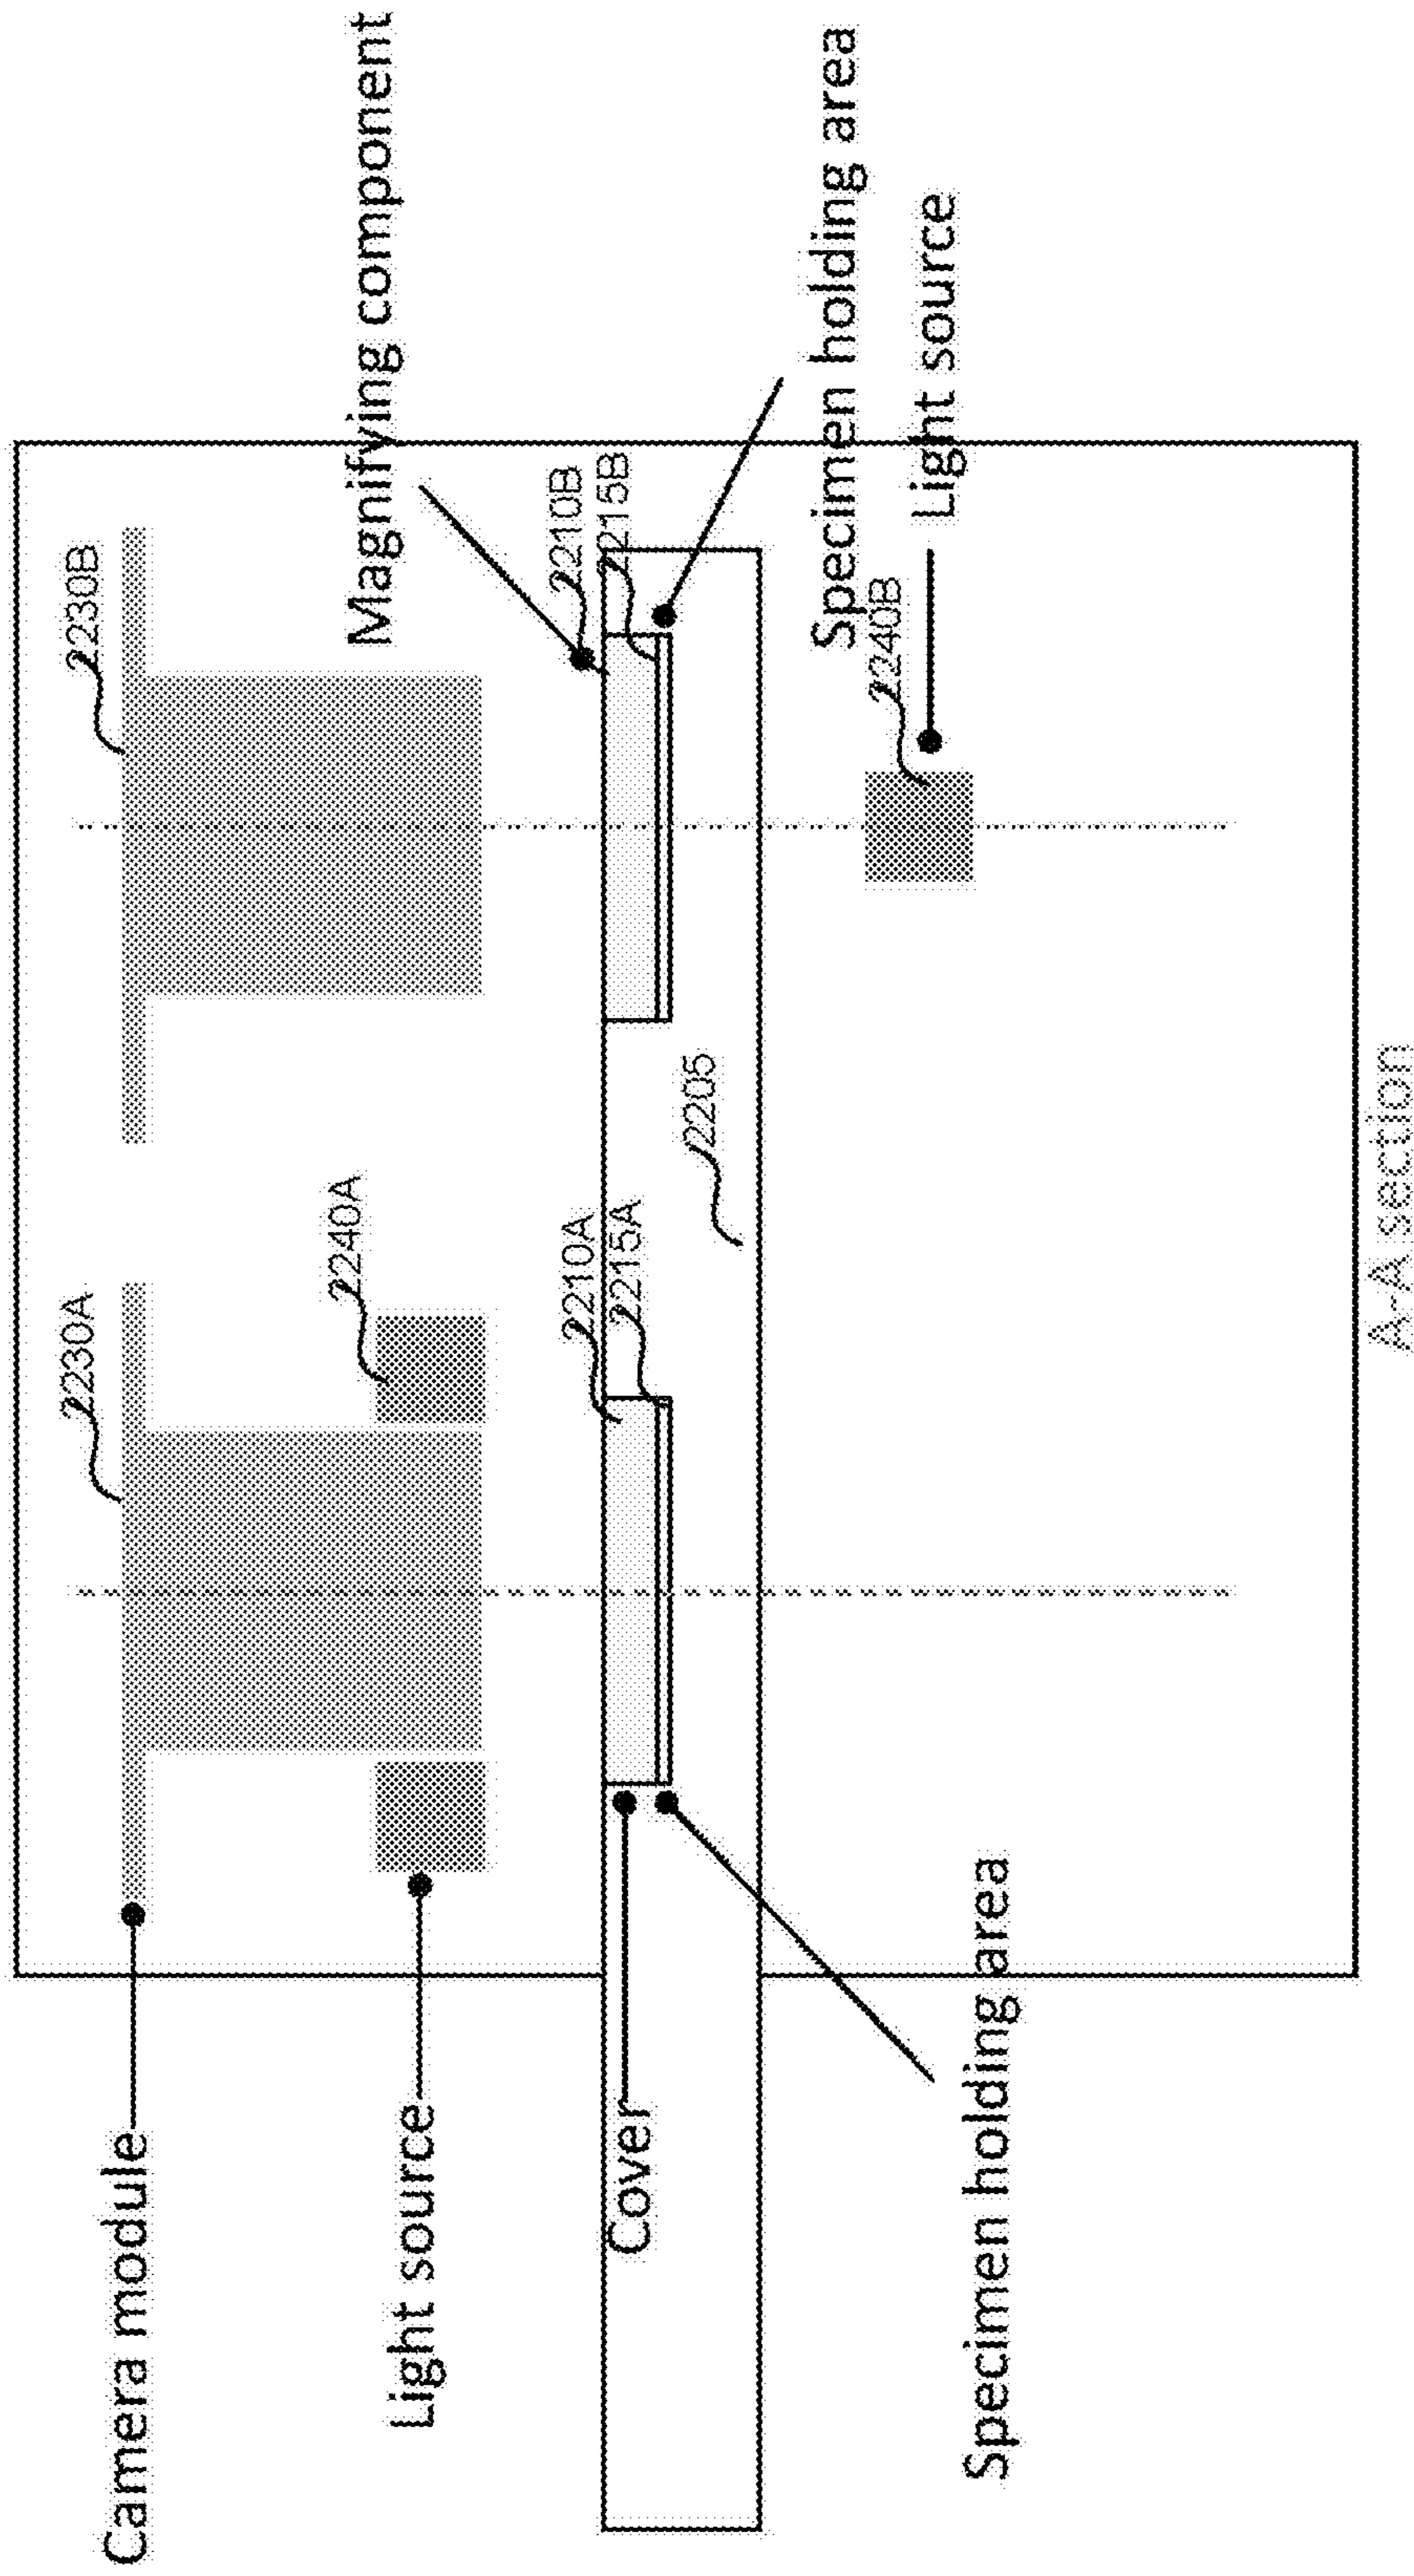 Camera module
2230A
2230B
Light source
2240A
Magnifying component
Cover
2210A
2215A
2210B
2215B
2205
Specimen holding area
Specimen holding area
2240B
Light source
A-A section